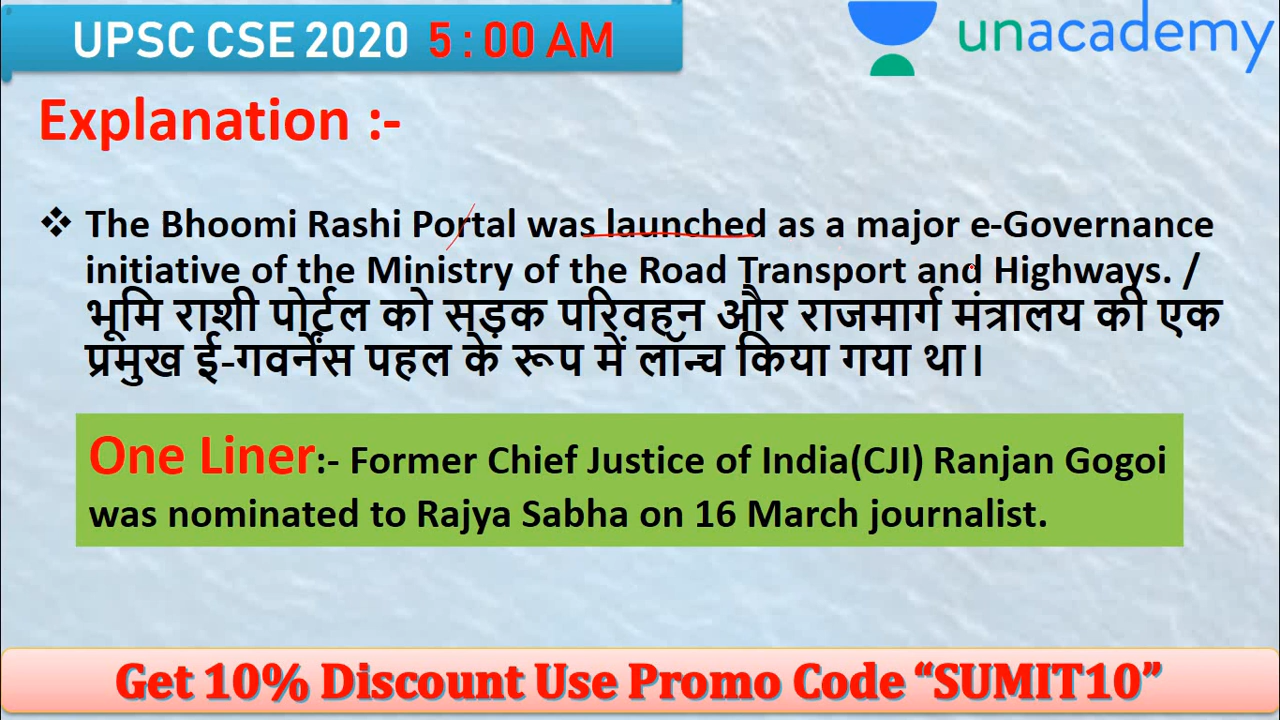 UPSC CSE 2020 5 : 00 AM
unacademy
Explanation :-
❖ The Bhoomi Rashi Portal was launched as a major e-Governance
initiative of the Ministry of the Road Transport and Highways. /
भूमि राशी पोर्टल को सड़क परिवहन और राजमार्ग मंत्रालय की एक
प्रमुख ई-गवर्नेंस पहल के रूप में लॉन्च किया गया था।
One Liner:- Former Chief Justice of India(CJI) Ranjan Gogoi
was nominated to Rajya Sabha on 16 March journalist.
Get 10% Discount Use Promo Code “SUMIT10”